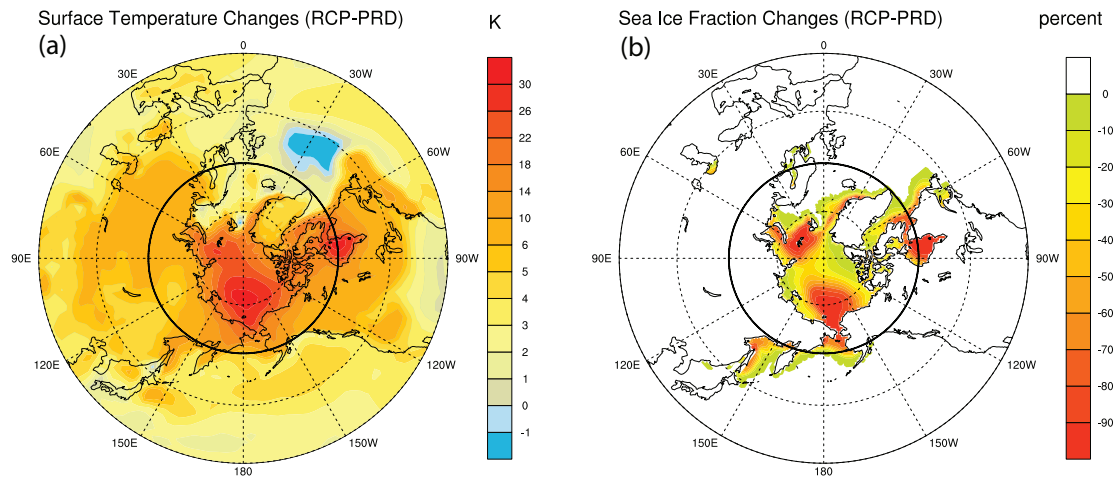 Surface Temperature Changes (RCP-PRD)
K
(a)
0
30W
60W
90W
120W
150W
180
150E
120E
90E
60E
30E
30
26
22
18
14
10
6
5
4
3
2
1
0
-1
Sea Ice Fraction Changes (RCP-PRD)
percent
(b)
0
30W
60W
90W
120W
150W
180
150E
120E
90E
60E
30E
0
-10
-20
-30
-40
-50
-60
-70
-80
-90